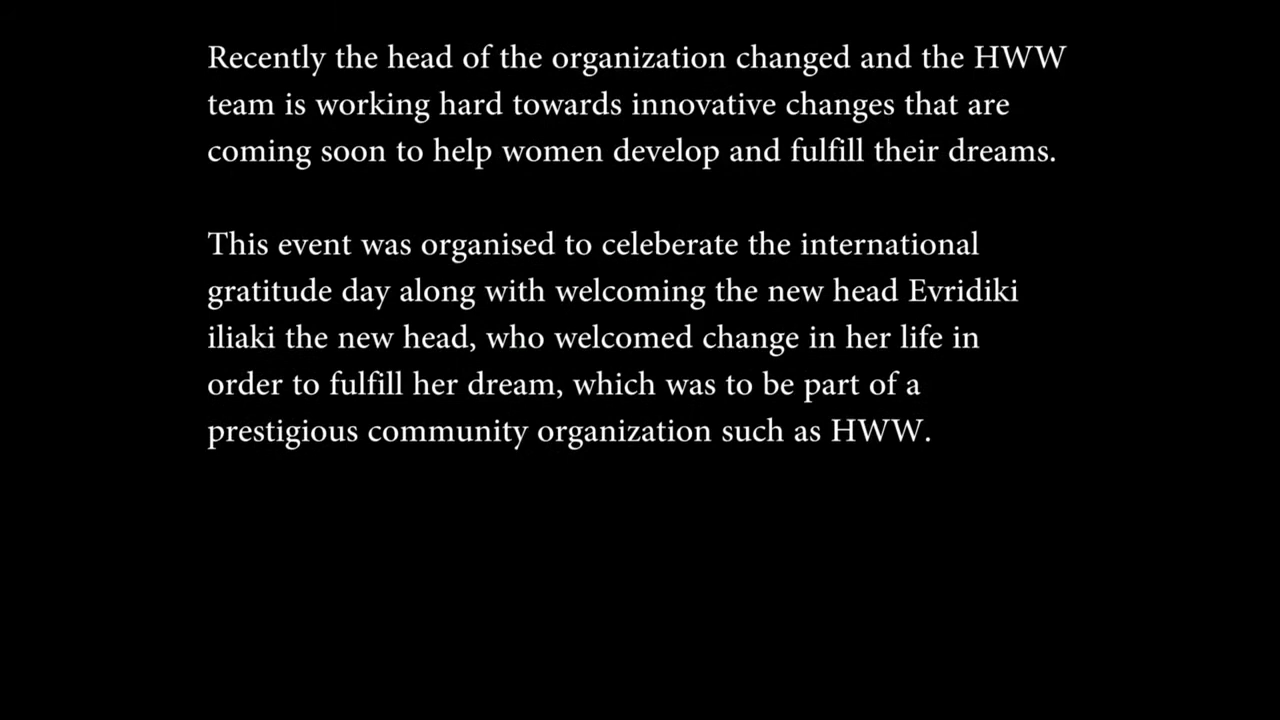 Recently the head of the organization changed and the HWW
team is working hard towards innovative changes that are
coming soon to help women develop and fulfill their dreams.
This event was organised to celeberate the international
gratitude day along with welcoming the new head Evridiki
iliaki the new head, who welcomed change in her life in
order to fulfill her dream, which was to be part of a
prestigious community organization such as HWW.